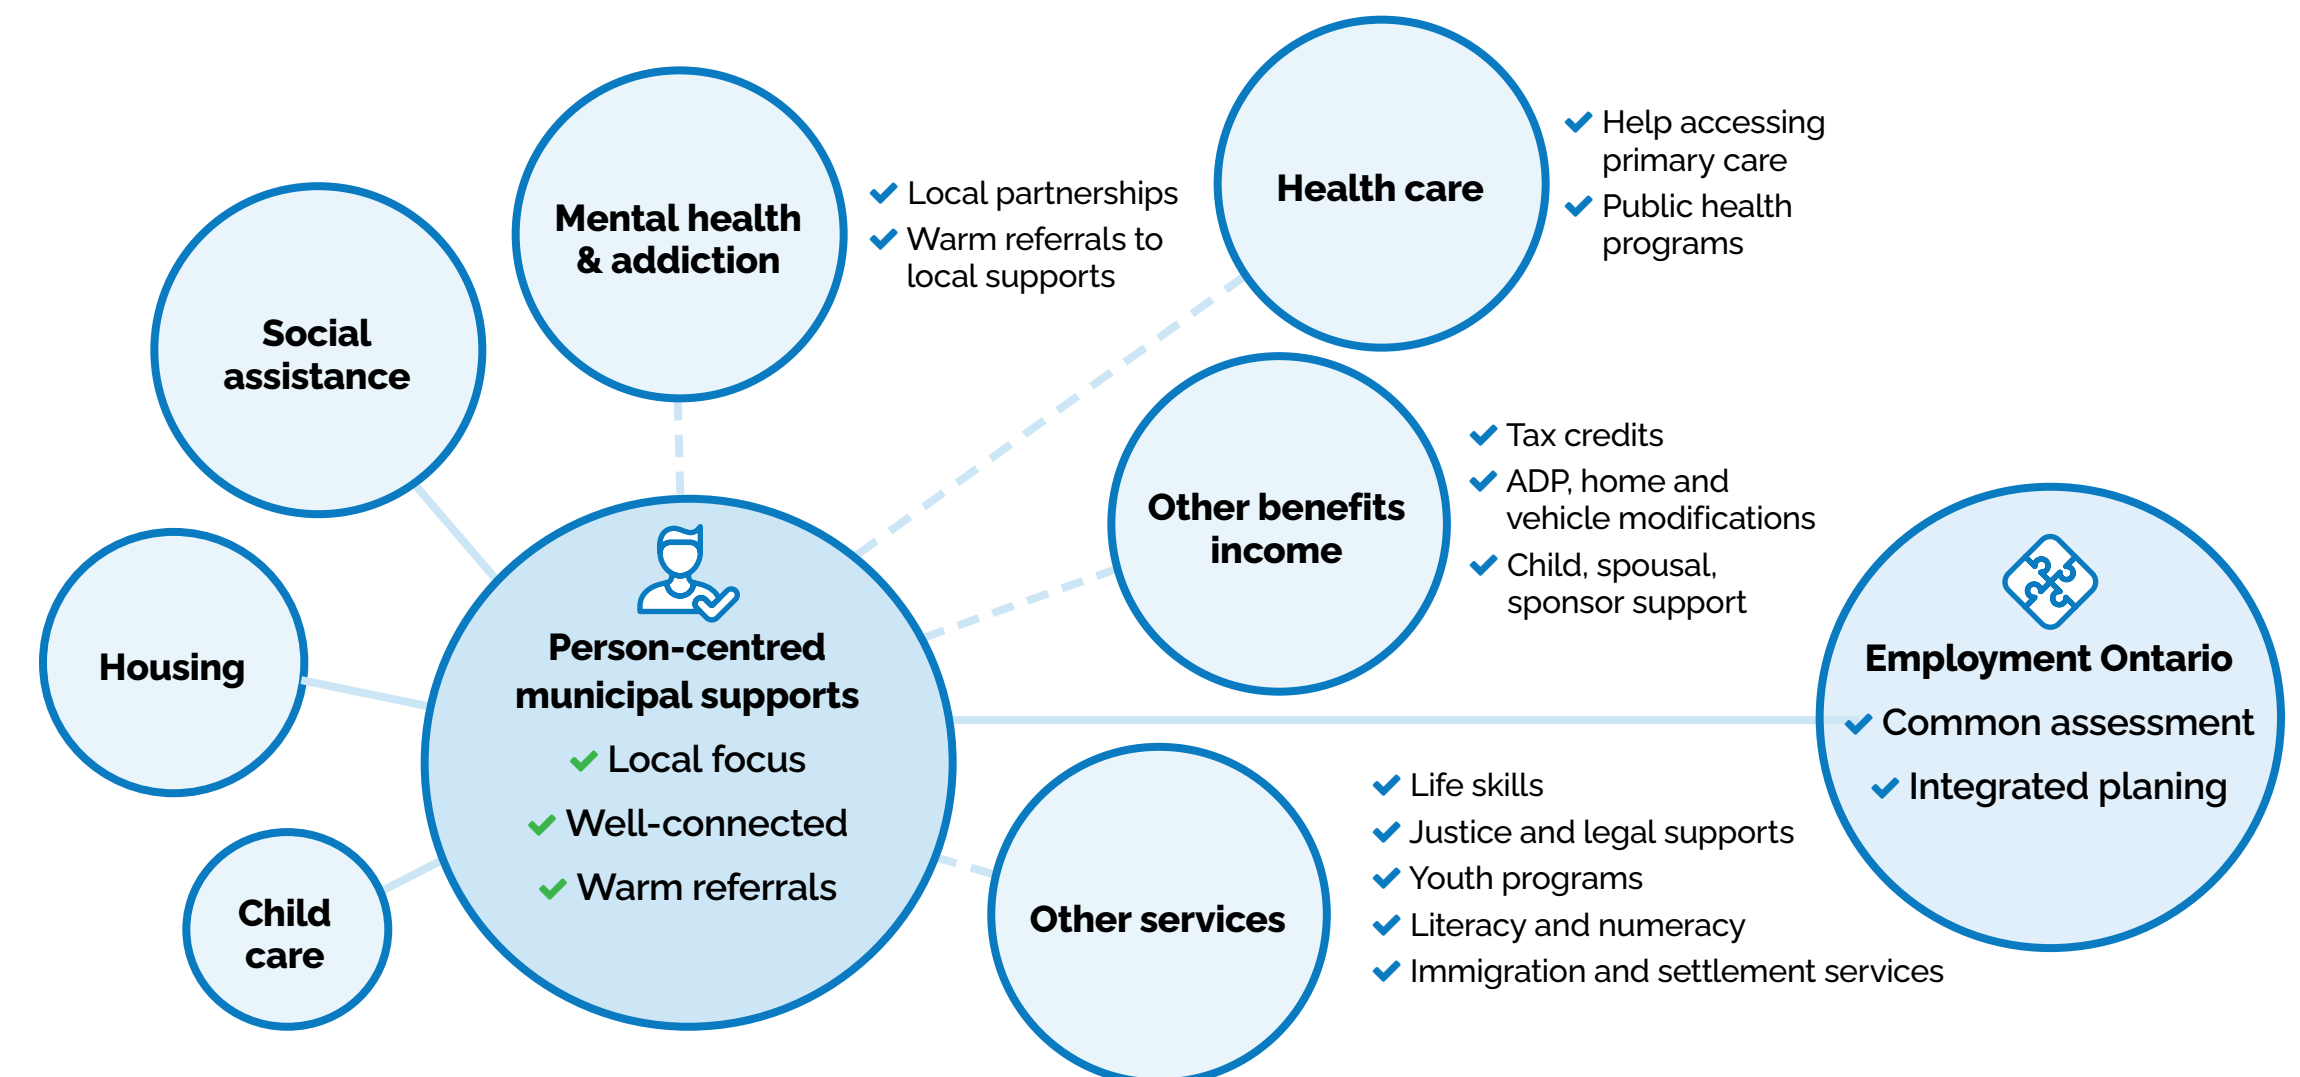 Social
assistance
Mental health
& addiction
Local partnerships
Warm referrals to
local supports
Health care
Help accessing
primary care
Public health
programs
Other benefits
income
Tax credits
ADP, home and
vehicle modifications
Child, spousal,
sponsor support
Housing
Child
care
Person-centred
municipal supports
Local focus
Well-connected
Warm referrals
Other services
Life skills
Justice and legal supports
Youth programs
Literacy and numeracy
Immigration and settlement services
Employment Ontario
Common assessment
Integrated planing